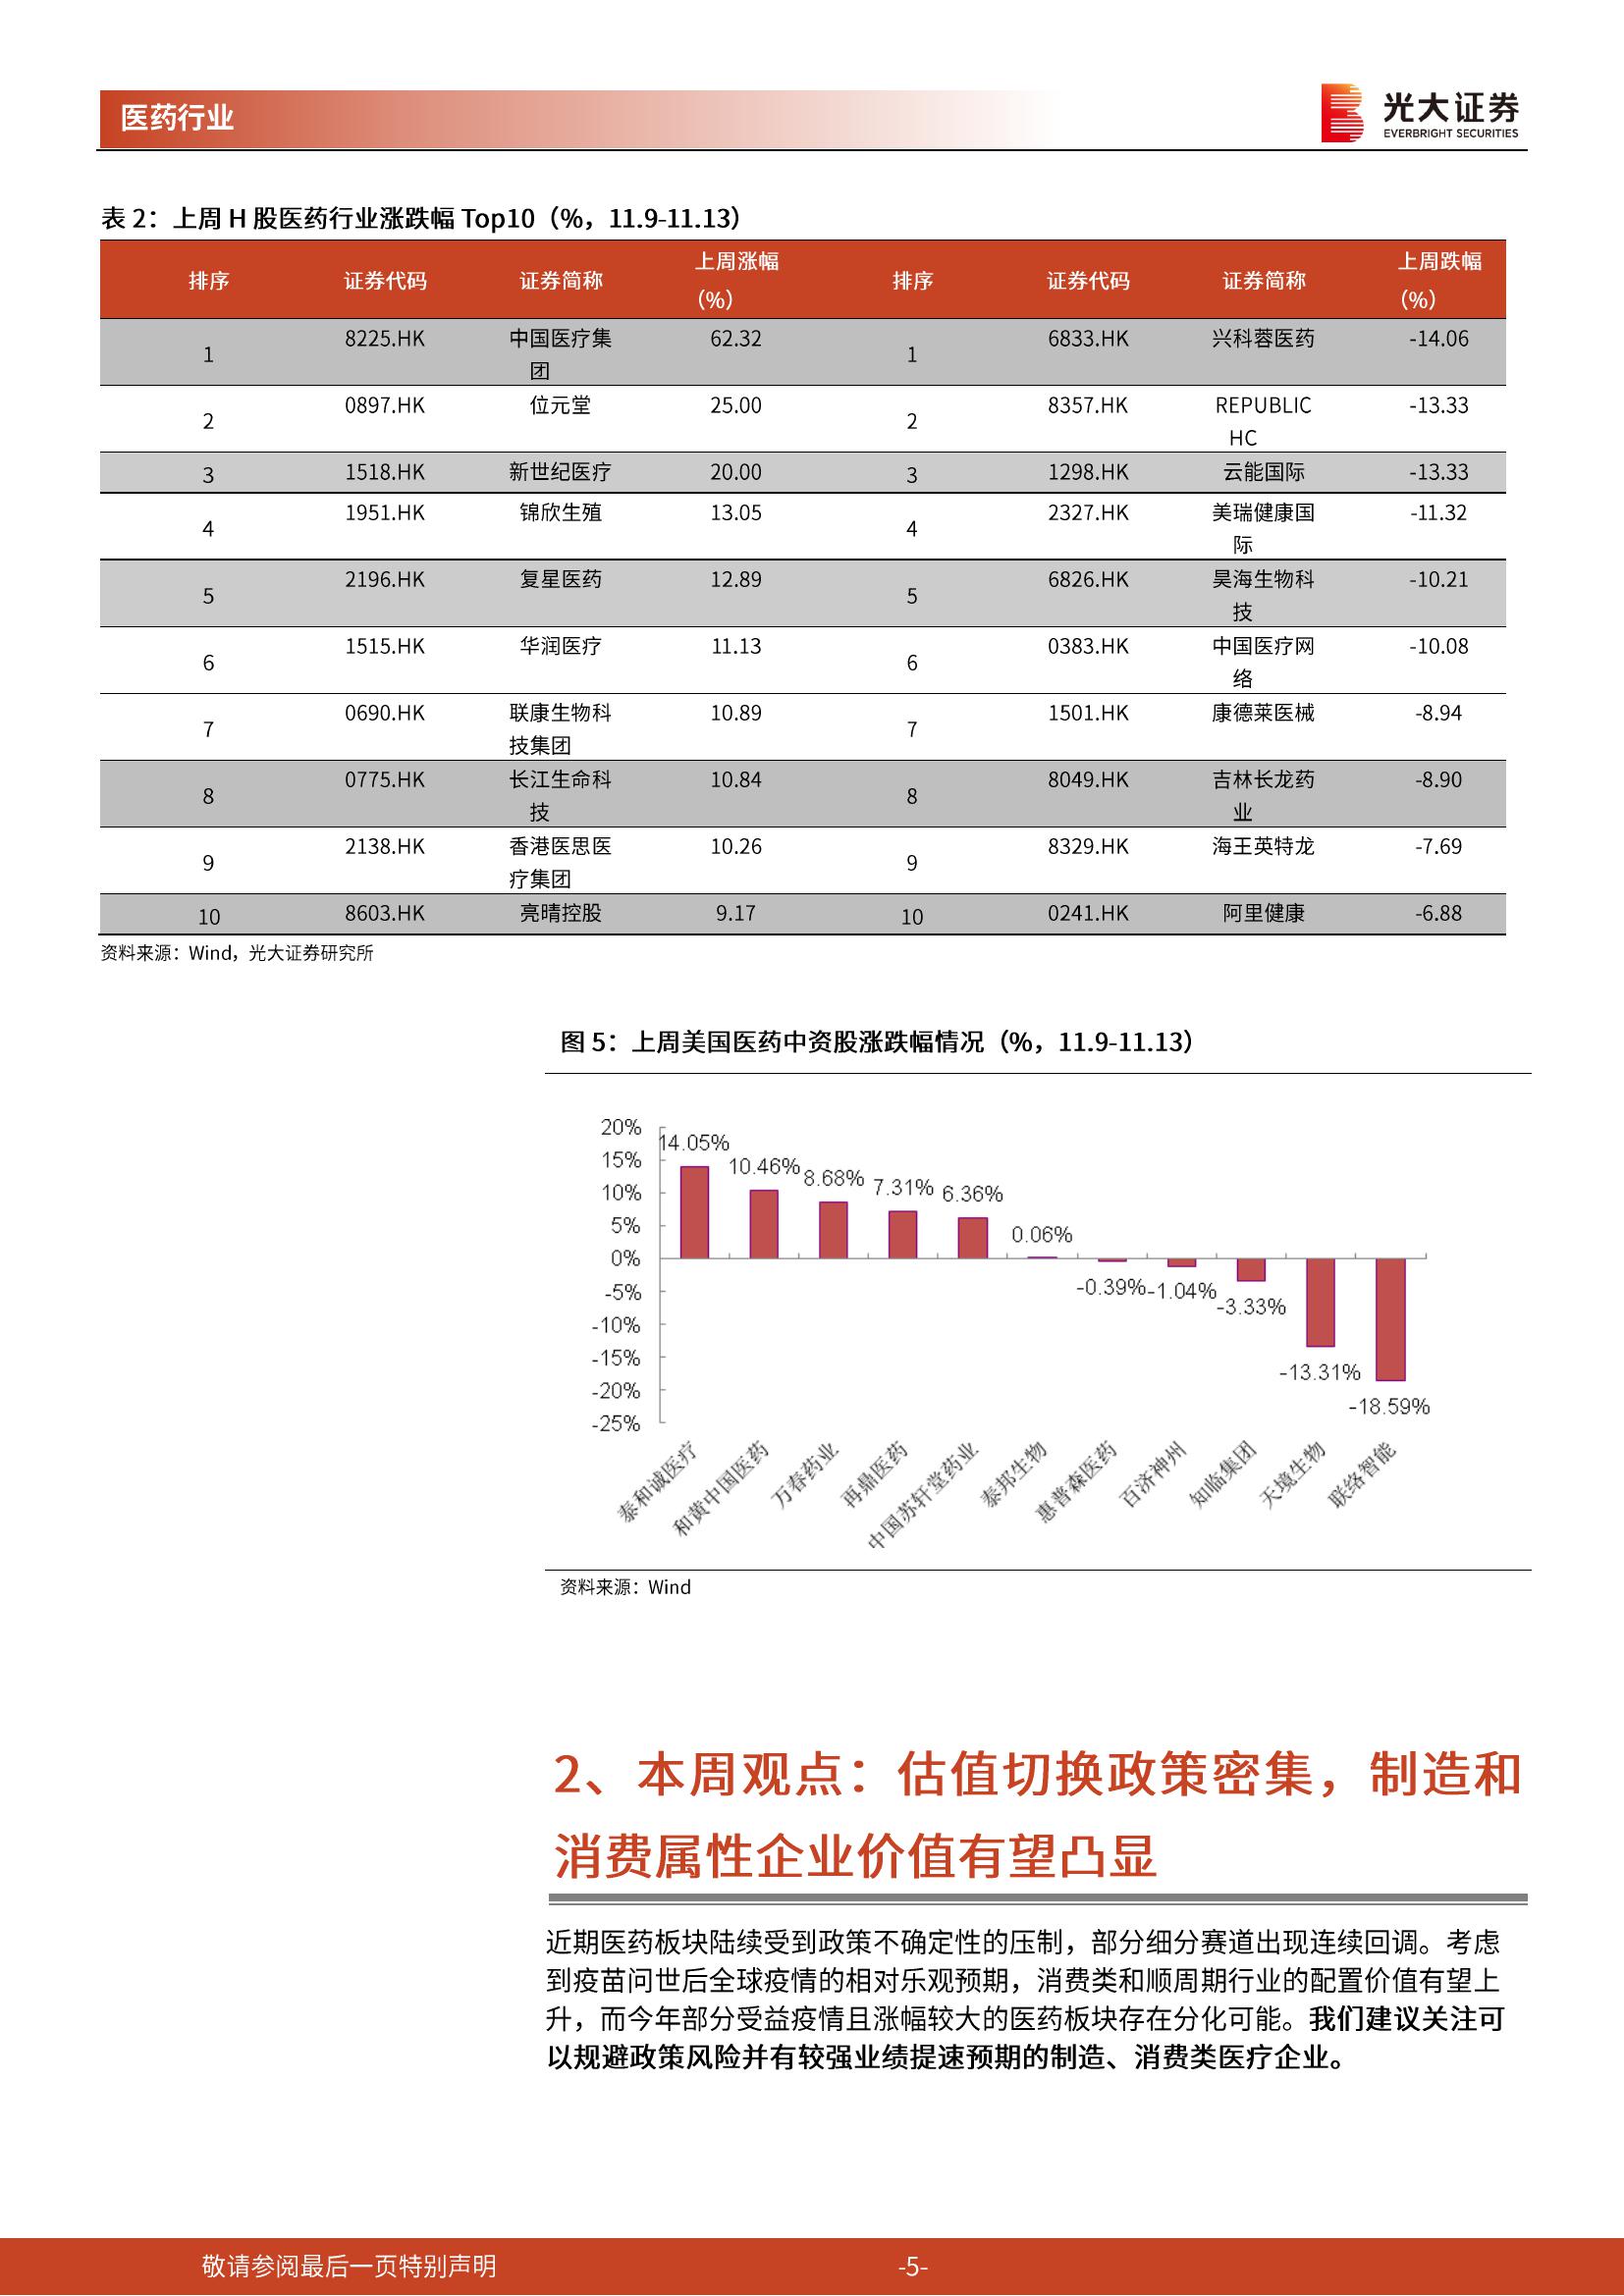 医药行业
光大证券
EVERBRIGHT SECURITIES
表 2：上周 H 股医药行业涨跌幅 Top10（%，11.9-11.13）
排序 证券代码 证券简称 上周涨幅（%） 排序 证券代码 证券简称 上周跌幅（%）
1 8225.HK 中国医疗集团 62.32 1 6833.HK 兴科蓉医药 -14.06
2 0897.HK 位元堂 25.00 2 8357.HK REPUBLIC HC -13.33
3 1518.HK 新世纪医疗 20.00 3 1298.HK 云能国际 -13.33
4 1951.HK 锦欣生殖 13.05 4 2327.HK 美瑞健康国际 -11.32
5 2196.HK 复星医药 12.89 5 6826.HK 昊海生物科技 -10.21
6 1515.HK 华润医疗 11.13 6 0383.HK 中国医疗网络 -10.08
7 0690.HK 联康生物科技集团 10.89 7 1501.HK 康德莱医械 -8.94
8 0775.HK 长江生命科技 10.84 8 8049.HK 吉林长龙药业 -8.90
9 2138.HK 香港医思医疗集团 10.26 9 8329.HK 海王英特龙 -7.69
10 8603.HK 亮晴控股 9.17 10 0241.HK 阿里健康 -6.88
资料来源：Wind，光大证券研究所
图 5：上周美国医药中资股涨跌幅情况（%，11.9-11.13）
20%
15%
10%
5%
0%
-5%
-10%
-15%
-20%
-25%
14.05%
10.46%
8.68%
7.31%
6.36%
0.06%
-0.39%
-1.04%
-3.33%
-13.31%
-18.59%
泰和诚医疗
和黄中国医药
万春药业
再鼎医药
中国苏轩堂药业
泰邦生物
惠普森医药
百济神州
知临集团
天境生物
联络智能
资料来源：Wind
2、本周观点：估值切换政策密集，制造和
消费属性企业价值有望凸显
近期医药板块陆续受到政策不确定性的压制，部分细分赛道出现连续回调。考虑
到疫苗问世后全球疫情的相对乐观预期，消费类和顺周期行业的配置价值有望上
升，而今年部分受益疫情且涨幅较大的医药板块存在分化可能。我们建议关注可
以规避政策风险并有较强业绩提速预期的制造、消费类医疗企业。
敬请参阅最后一页特别声明
-5-